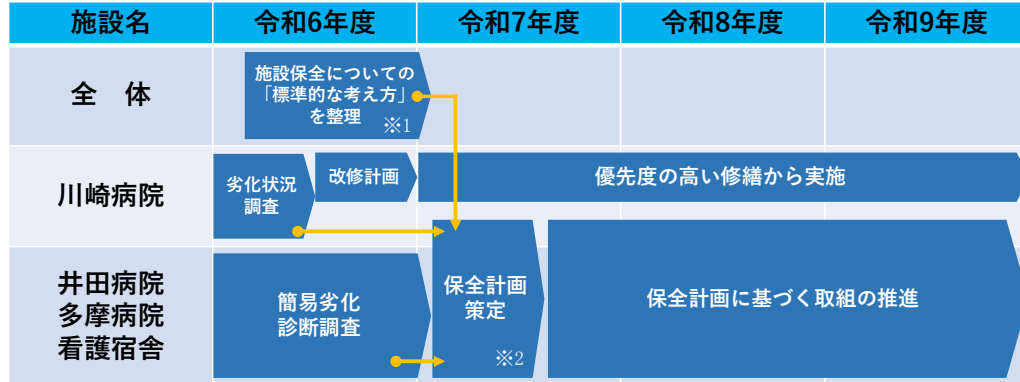 施設名 令和6年度 令和7年度 令和8年度 令和9年度
全 体
施設保全についての
「標準的な考え方」
を整理
※1
川崎病院
劣化状況
調査
改修計画
優先度の高い修繕から実施
井田病院
多摩病院
看護宿舎
簡易劣化
診断調査
保全計画
策定
※2
保全計画に基づく取組の推進